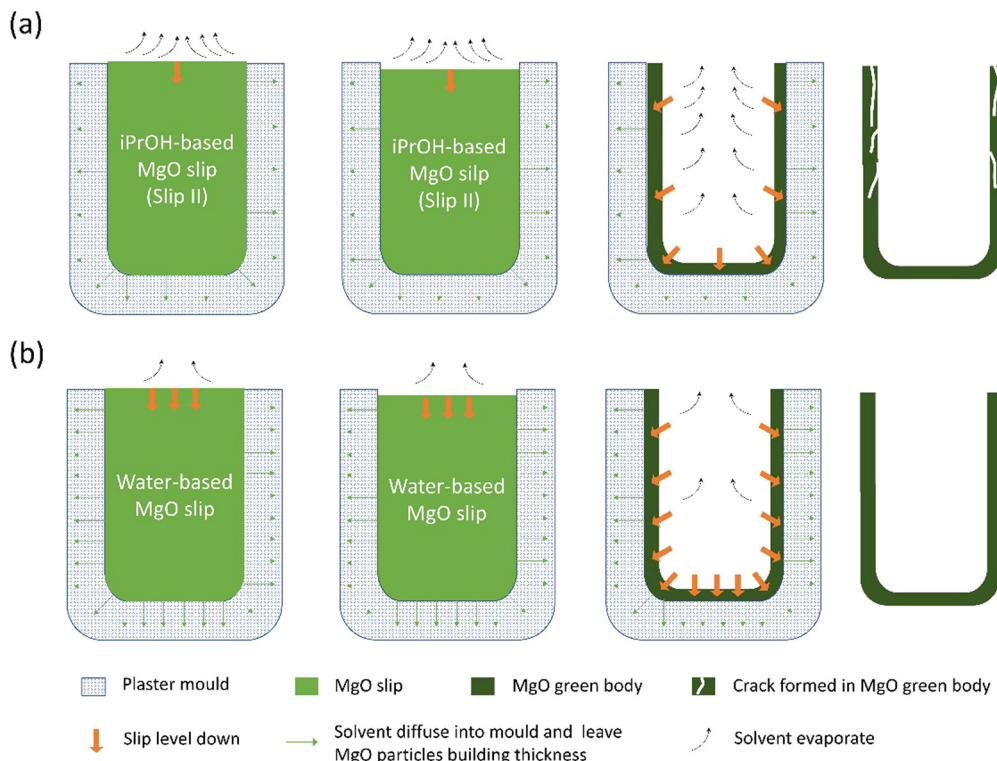 (a)
iPrOH-based
MgO slip
(Slip II)
iPrOH-based
MgO silp
(Slip II)
(b)
Water-based
MgO slip
Water-based
MgO slip
Plaster mould
MgO slip
MgO green body
Crack formed in MgO green body
Slip level down
Solvent diffuse into mould and leave
MgO particles building thickness
Solvent evaporate